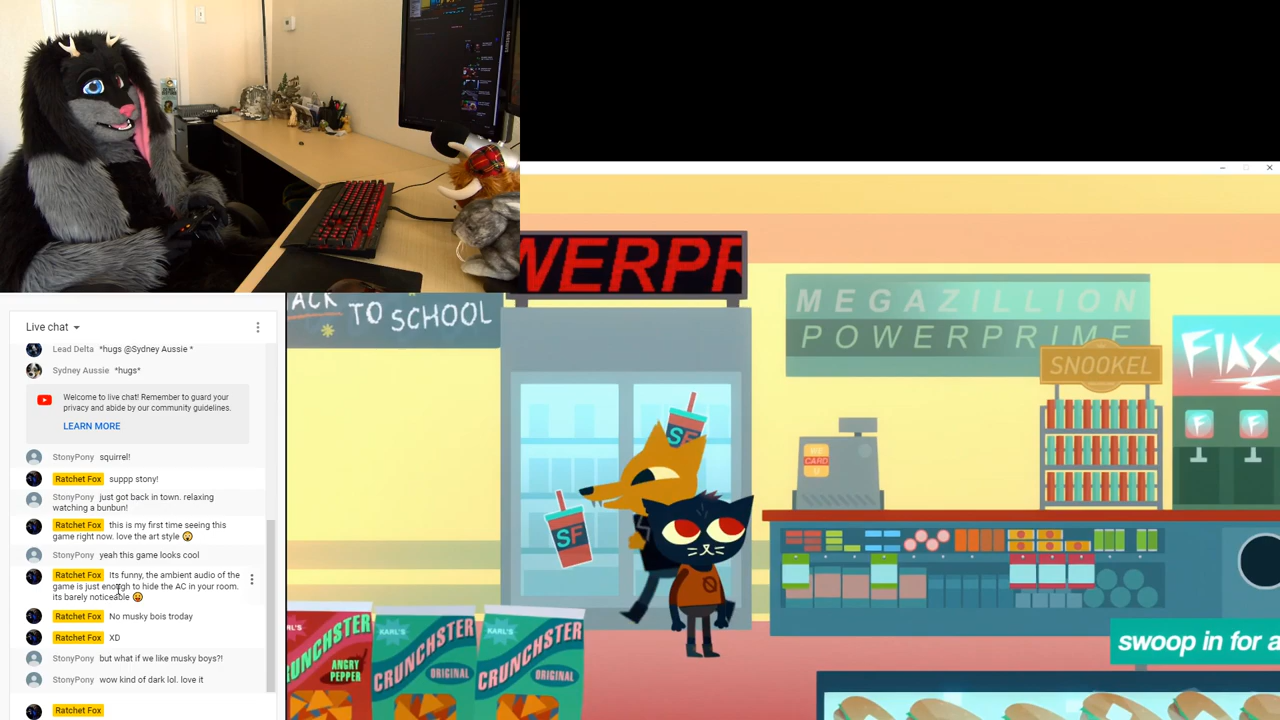 SAMSUNG
WERPR
ACK
TO SCHOOL
MEGAZILLION
POWERPRIME
SNOOKEL
FIASC
F F
WE
CARD
U
SF
SF
KARL'S
CRUNCHSTER
ANGRY
PEPPER
KARL'S
CRUNCHSTER
ORIGINAL
KARL'S
CRUNCHSTER
ORIGINAL
swoop in for a
Live chat
Lead Delta *hugs @Sydney Aussie *
Sydney Aussie *hugs*
Welcome to live chat! Remember to guard your
privacy and abide by our community guidelines.
LEARN MORE
StonyPony squirrel!
Ratchet Fox suppp stony!
StonyPony just got back in town. relaxing
watching a bunbun!
Ratchet Fox this is my first time seeing this
game right now. love the art style 😮
StonyPony yeah this game looks cool
Ratchet Fox Its funny, the ambient audio of the
game is just enough to hide the AC in your room.
its barely noticeable 😛
Ratchet Fox No musky bois troday
Ratchet Fox XD
StonyPony but what if we like musky boys?!
StonyPony wow kind of dark lol. love it
Ratchet Fox